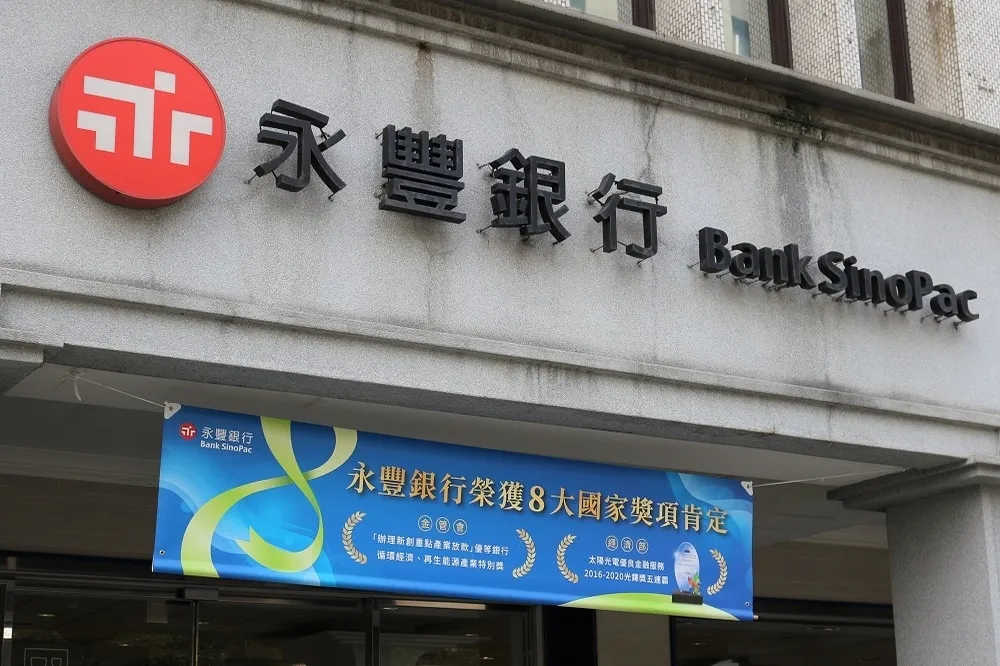 永豐銀行
Bank SinoPac
永豐銀行
Bank SinoPac
永豐銀行榮獲8大國家獎項肯定
金管會
「辦理新創重點產業放款」優等銀行
循環經濟、再生能源產業特別獎
經濟部
太陽光電優良金融服務
2016-2020光鐸獎五連霸